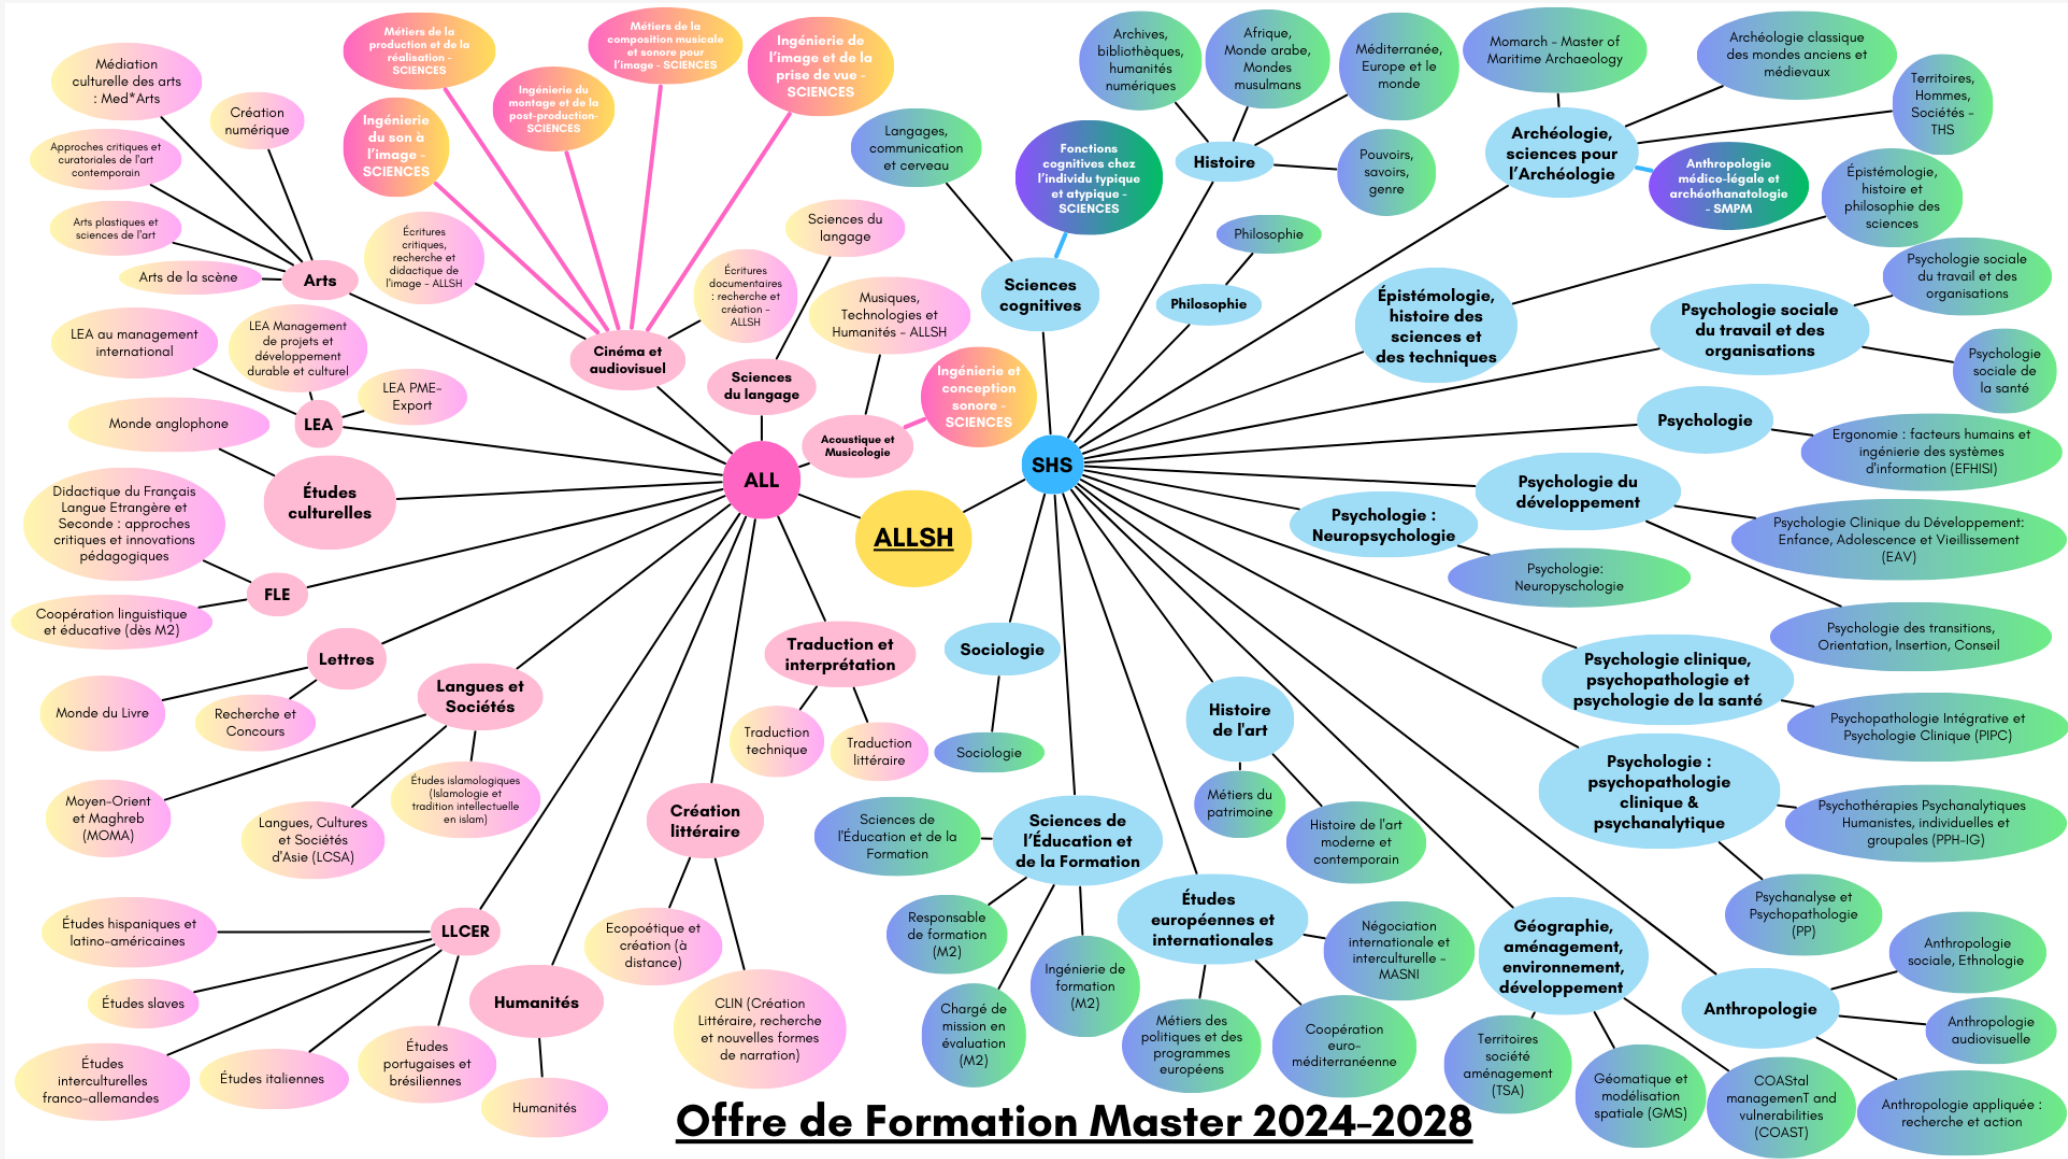 Médiation
culturelle des arts
: Med*Arts
Création
numérique
Approches critiques et
curatoriales de l'art
contemporain
Arts plastiques et
sciences de l'art
Arts de la scène
Arts
Métiers de la
production et de la
réalisation -
SCIENCES
Ingénierie
du son à
l'image -
SCIENCES
Ingénierie du
montage et de la
post-production-
SCIENCES
Métiers de la
composition musicale
et sonore pour
l'image - SCIENCES
Ingénierie de
l'image et de la
prise de vue -
SCIENCES
Écritures
critiques,
recherche et
didactique de
l'image - ALLSH
Écritures
documentaires
: recherche et
création -
ALLSH
Cinéma et
audiovisuel
Sciences du
langage
Sciences
du langage
Musiques,
Technologies et
Humanités - ALLSH
Ingénierie et
conception
sonore -
SCIENCES
Acoustique et
Musicologie
LEA au management
international
LEA Management
de projets et
développement
durable et culturel
LEA PME-
Export
LEA
Monde anglophone
Études
culturelles
Didactique du Français
Langue Etrangère et
Seconde : approches
critiques et innovations
pédagogiques
FLE
Coopération linguistique
et éducative (dès M2)
Lettres
Monde du Livre
Recherche et
Concours
Langues et
Sociétés
Moyen-Orient
et Maghreb
(MOMA)
Langues, Cultures
et Sociétés
d'Asie (LCSA)
Études islamologiques
(Islamologie et
tradition intellectuelle
en islam)
LLCER
Études hispaniques et
latino-américaines
Études slaves
Études
interculturelles
franco-allemandes
Études italiennes
Études
portugaises et
brésiliennes
Humanités
Humanités
Création
littéraire
Ecopoétique et
création (à
distance)
CLIN (Création
Littéraire, recherche
et nouvelles formes
de narration)
Traduction et
interprétation
Traduction
technique
Traduction
littéraire
ALL
ALLSH
SHS
Langages,
communication
et cerveau
Fonctions
cognitives chez
l'individu typique
et atypique -
SCIENCES
Sciences
cognitives
Archives,
bibliothèques,
humanités
numériques
Afrique,
Monde arabe,
Mondes
musulmans
Méditerranée,
Europe et le
monde
Pouvoirs,
savoirs,
genre
Histoire
Philosophie
Philosophie
Momarch - Master of
Maritime Archaeology
Archéologie classique
des mondes anciens et
médievaux
Territoires,
Hommes,
Sociétés -
THS
Anthropologie
médico-légale et
archéothanatologie
- SMPM
Archéologie,
sciences pour
l'Archéologie
Épistémologie,
histoire et
philosophie des
sciences
Épistémologie,
histoire des
sciences et
des techniques
Psychologie sociale
du travail et des
organisations
Psychologie sociale
du travail et des
organisations
Psychologie
sociale de
la santé
Psychologie
Ergonomie : facteurs humains et
ingénierie des systèmes
d'information (EFHISI)
Psychologie du
développement
Psychologie Clinique du Développement:
Enfance, Adolescence et Vieillissement
(EAV)
Psychologie des transitions,
Orientation, Insertion, Conseil
Psychologie :
Neuropsychologie
Psychologie:
Neuropyschologie
Psychologie clinique,
psychopathologie et
psychologie de la santé
Psychopathologie Intégrative et
Psychologie Clinique (PIPC)
Psychologie :
psychopathologie
clinique &
psychanalytique
Psychothérapies Psychanalytiques
Humanistes, individuelles et
groupales (PPH-IG)
Psychanalyse et
Psychopathologie
(PP)
Anthropologie
Anthropologie
sociale, Ethnologie
Anthropologie
audiovisuelle
Anthropologie appliquée :
recherche et action
Géographie,
aménagement,
environnement,
développement
Territoires
société
aménagement
(TSA)
Géomatique et
modélisation
spatiale (GMS)
COAStal
managemenT and
vulnerabilities
(COAST)
Histoire
de l'art
Métiers du
patrimoine
Histoire de l'art
moderne et
contemporain
Études
européennes et
internationales
Négociation
internationale et
interculturelle -
MASNI
Métiers des
politiques et des
programmes
européens
Coopération
euro-
méditerranéenne
Sociologie
Sociologie
Sciences de
l'Éducation et
de la Formation
Sciences de
l'Éducation et de la
Formation
Responsable
de formation
(M2)
Chargé de
mission en
évaluation
(M2)
Ingénierie de
formation
(M2)
Offre de Formation Master 2024-2028